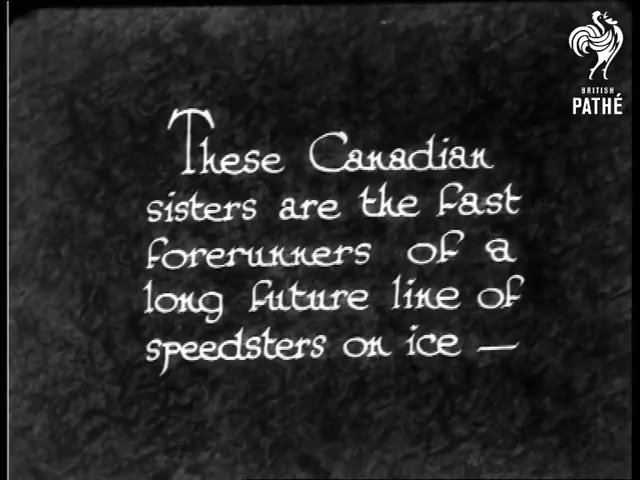 BRITISH
PATHÉ
These Canadian
sisters are the fast
forerunners of a
long future line of
speedsters on ice —